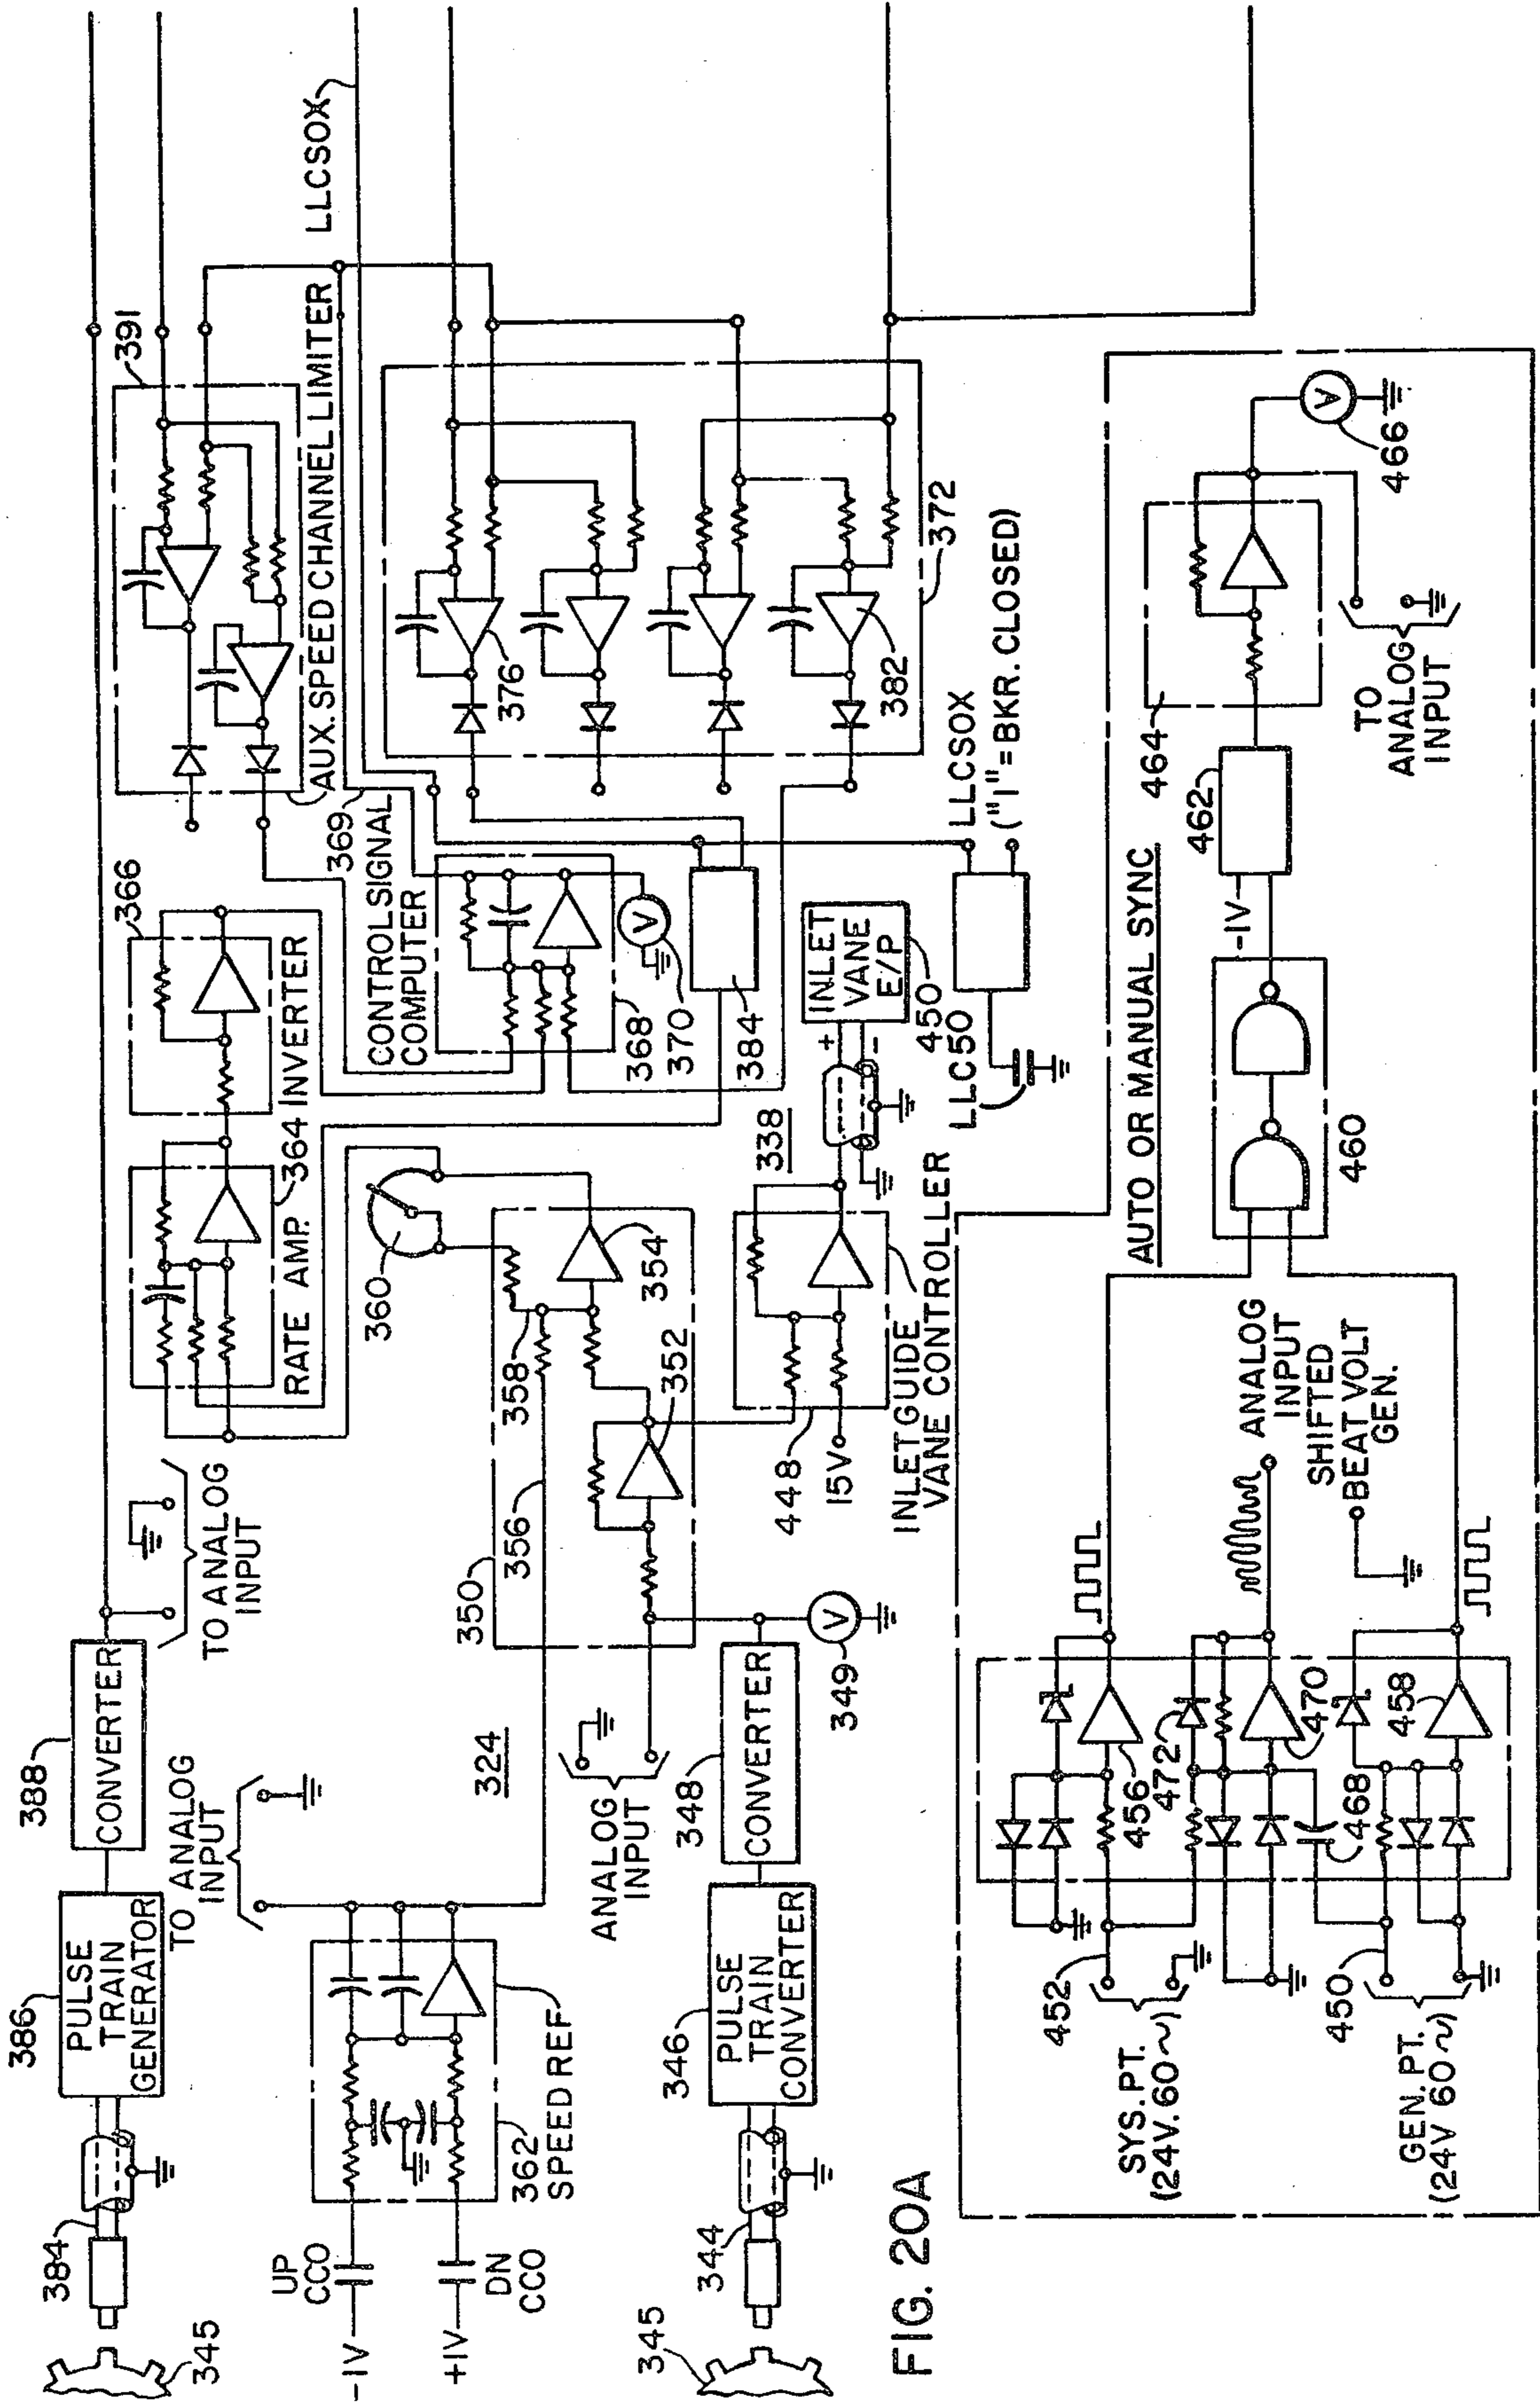 386
PULSE
TRAIN
GENERATOR
388
CONVERTER
384
345
TO ANALOG
INPUT
TO ANALOG
INPUT
UP
CCO
-1V
+1V
DN
CCO
362
SPEED REF
324
364
RATE AMP.
366
INVERTER
391
AUX. SPEED CHANNEL LIMITER
LLCSOX
369
CONTROL SIGNAL
COMPUTER
368
V
370
384
376
382
372
360
350
356
358
354
352
ANALOG
INPUT
344
345
346
PULSE
TRAIN
CONVERTER
348
CONVERTER
V
349
448
15V
INLET GUIDE
VANE CONTROLLER
338
+
-
INLET
VANE
E/P
450
LLC50
LLCSOX
("1"=BKR. CLOSED)
FIG. 20A
AUTO OR MANUAL SYNC
452
SYS. PT.
(24V. 60~)
450
GEN. PT.
(24V 60~)
456
472
470
468
458
ANALOG
INPUT
SHIFTED
BEAT VOLT
GEN.
460
-1V
462
464
A
466
TO
ANALOG
INPUT